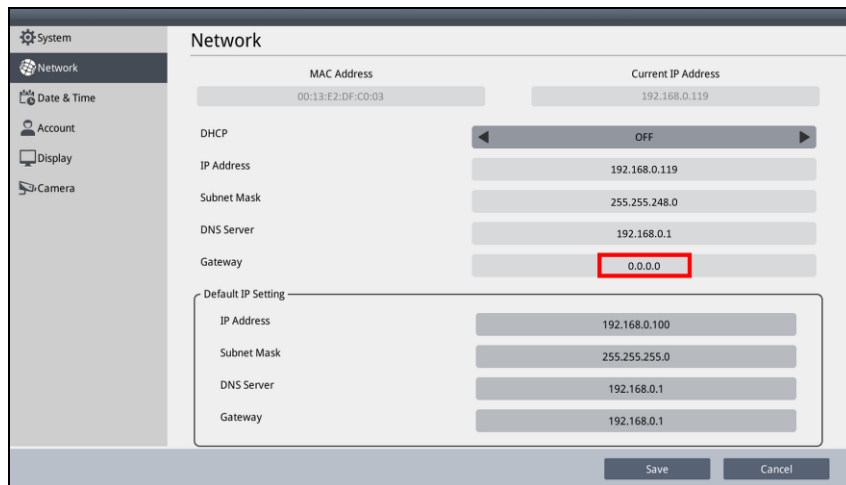 System
Network
Date & Time
Account
Display
Camera
Network
MAC Address Current IP Address
00:13:E2:DF:C0:03 192.168.0.119
DHCP OFF
IP Address 192.168.0.119
Subnet Mask 255.255.248.0
DNS Server 192.168.0.1
Gateway 0.0.0.0
Default IP Setting
IP Address 192.168.0.100
Subnet Mask 255.255.255.0
DNS Server 192.168.0.1
Gateway 192.168.0.1
Save Cancel